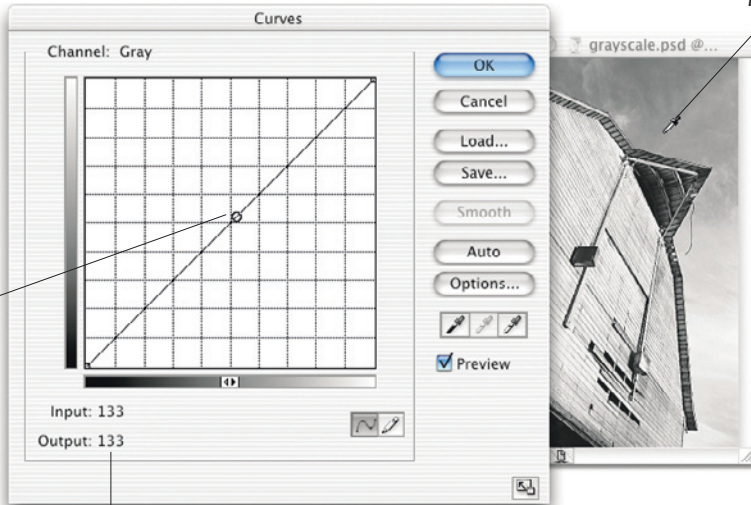 Curves
Channel: Gray
Input: 133
Output: 133
OK
Cancel
Load...
Save...
Smooth
Auto
Options...
Preview
grayscale.psd @...